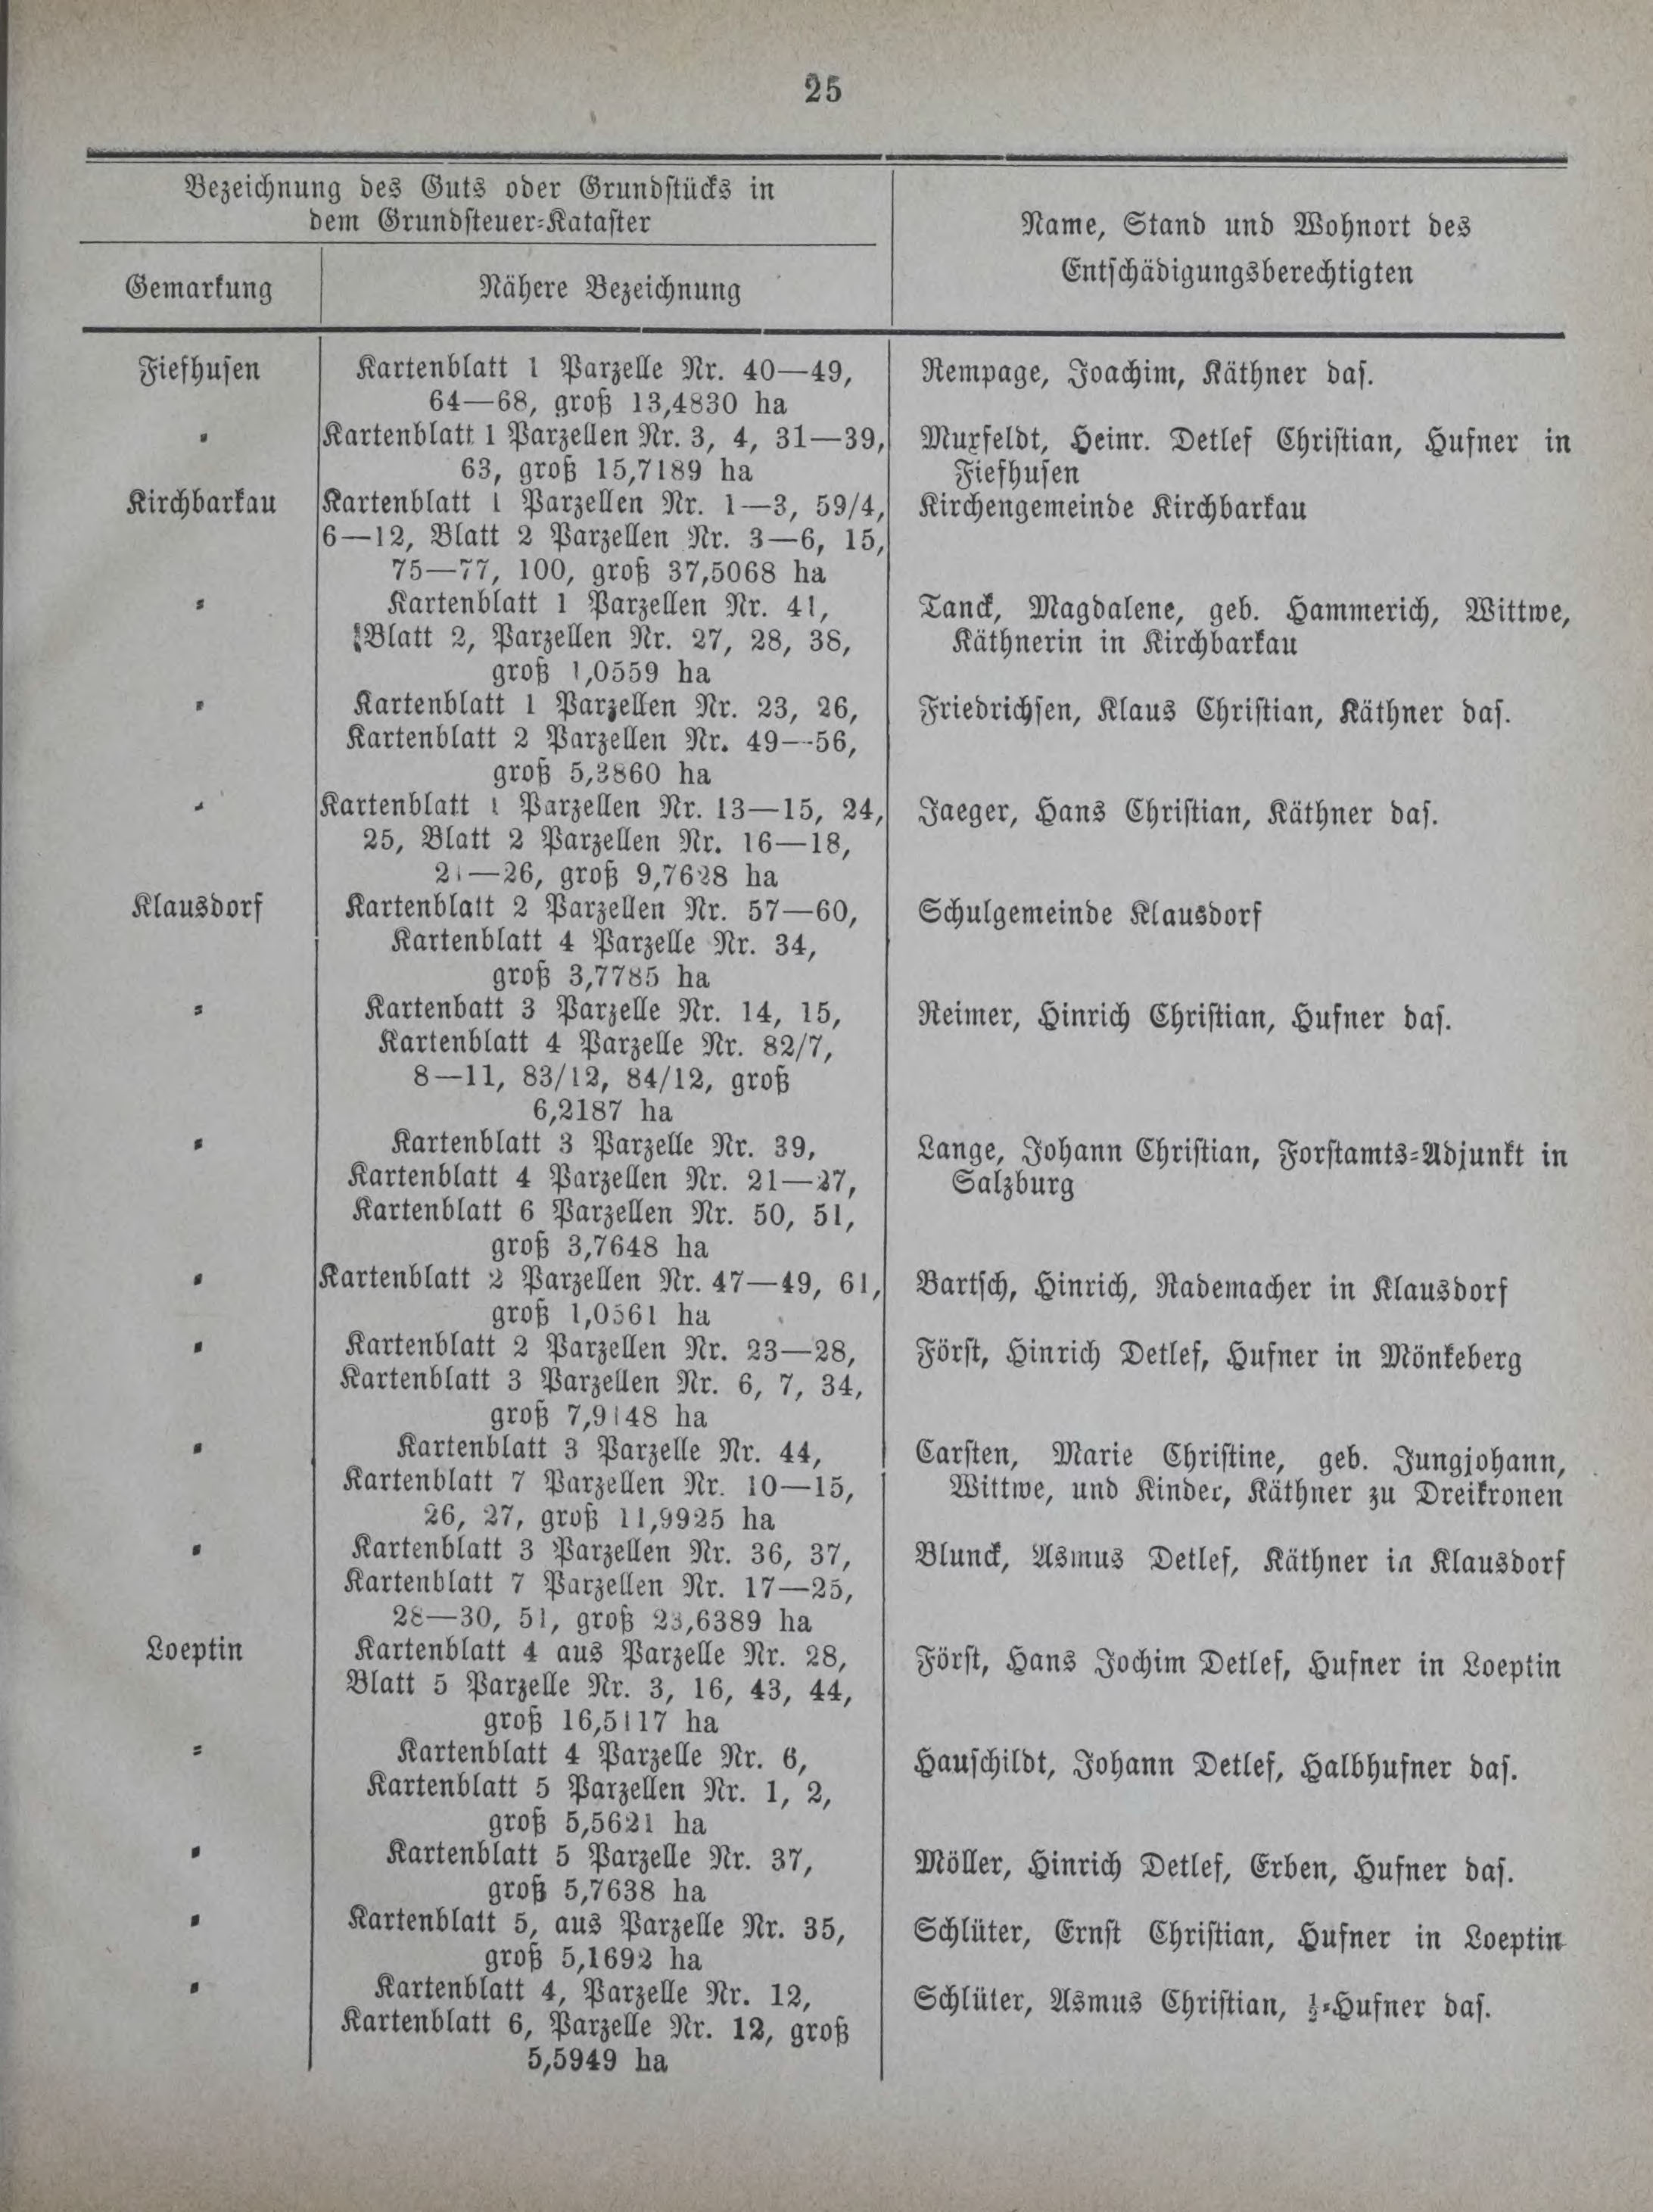 25
Bezeichnung des Guts oder Grundstücks in
dem Grundsteuer-Kataster
Name, Stand und Wohnort des
Entschädigungsberechtigten
Gemarkung
Nähere Bezeichnung
Fiefhusen
Kartenblatt 1 Parzelle Nr. 40—49,
Rempage, Joachim, Käthner das.
64—68, groß 13,4830 ha
"
Kartenblatt 1 Parzellen Nr. 3, 4, 31—39,
Muxfeldt, Heinr. Detlef Christian, Hufner in
63, groß 15,7189 ha
Fiefhusen
Kirchbarkau
Kartenblatt 1 Parzellen Nr. 1—3, 59/4,
Kirchengemeinde Kirchbarkau
6—12, Blatt 2 Parzellen Nr. 3—6, 15,
75—77, 100, groß 37,5068 ha
"
Kartenblatt 1 Parzellen Nr. 41,
Tanck, Magdalene, geb. Hammerich, Wittwe,
Blatt 2, Parzellen Nr. 27, 28, 38,
Käthnerin in Kirchbarkau
groß 1,0559 ha
"
Kartenblatt 1 Parzellen Nr. 23, 26,
Friedrichsen, Klaus Christian, Käthner das.
Kartenblatt 2 Parzellen Nr. 49—56,
groß 5,3860 ha
"
Kartenblatt 1 Parzellen Nr. 13—15, 24,
Jaeger, Hans Christian, Käthner das.
25, Blatt 2 Parzellen Nr. 16—18,
21—26, groß 9,7628 ha
Klausdorf
Kartenblatt 2 Parzellen Nr. 57—60,
Schulgemeinde Klausdorf
Kartenblatt 4 Parzelle Nr. 34,
groß 3,7785 ha
"
Kartenbatt 3 Parzelle Nr. 14, 15,
Reimer, Hinrich Christian, Hufner das.
Kartenblatt 4 Parzelle Nr. 82/7,
8—11, 83/12, 84/12, groß
6,2187 ha
"
Kartenblatt 3 Parzelle Nr. 39,
Lange, Johann Christian, Forstamts-Adjunkt in
Kartenblatt 4 Parzellen Nr. 21—27,
Salzburg
Kartenblatt 6 Parzellen Nr. 50, 51,
groß 3,7648 ha
"
Kartenblatt 2 Parzellen Nr. 47—49, 61,
Bartsch, Hinrich, Rademacher in Klausdorf
groß 1,0561 ha
"
Kartenblatt 2 Parzellen Nr. 23—28,
Först, Hinrich Detlef, Hufner in Mönkeberg
Kartenblatt 3 Parzellen Nr. 6, 7, 34,
groß 7,9148 ha
"
Kartenblatt 3 Parzelle Nr. 44,
Carsten, Marie Christine, geb. Jungjohann,
Kartenblatt 7 Parzellen Nr. 10—15,
Wittwe, und Kinder, Käthner zu Dreikronen
26, 27, groß 11,9925 ha
"
Kartenblatt 3 Parzellen Nr. 36, 37,
Blunck, Asmus Detlef, Käthner in Klausdorf
Kartenblatt 7 Parzellen Nr. 17—25,
28—30, 51, groß 23,6389 ha
Loeptin
Kartenblatt 4 aus Parzelle Nr. 28,
Först, Hans Jochim Detlef, Hufner in Loeptin
Blatt 5 Parzelle Nr. 3, 16, 43, 44,
groß 16,5117 ha
"
Kartenblatt 4 Parzelle Nr. 6,
Hauschildt, Johann Detlef, Halbhufner das.
Kartenblatt 5 Parzellen Nr. 1, 2,
groß 5,5621 ha
"
Kartenblatt 5 Parzelle Nr. 37,
Möller, Hinrich Detlef, Erben, Hufner das.
groß 5,7638 ha
"
Kartenblatt 5, aus Parzelle Nr. 35,
Schlüter, Ernst Christian, Hufner in Loeptin
groß 5,1692 ha
"
Kartenblatt 4, Parzelle Nr. 12,
Schlüter, Asmus Christian, ½-Hufner das.
Kartenblatt 6, Parzelle Nr. 12, groß
5,5949 ha